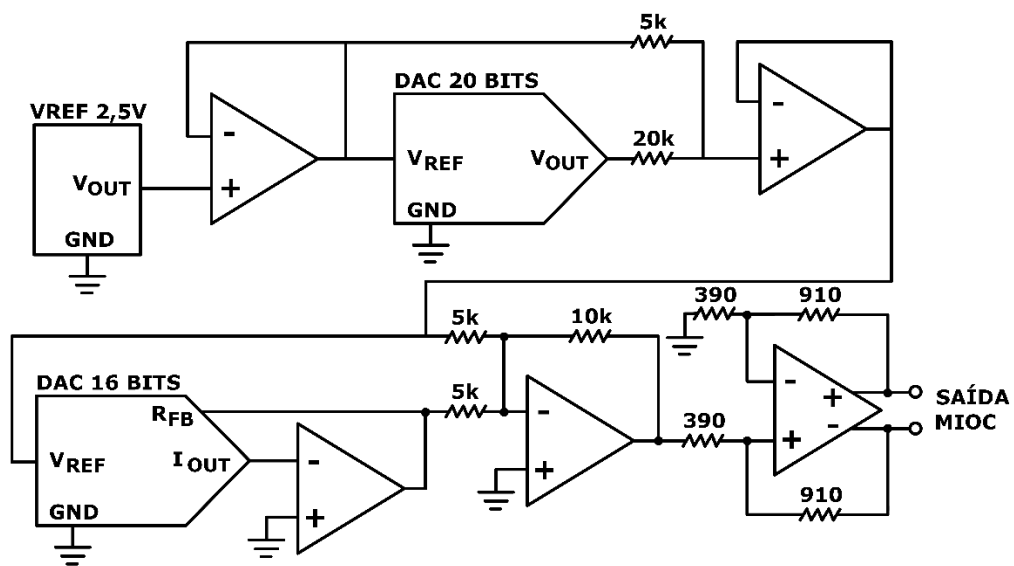 5k
DAC 20 BITS
VREF 2,5V
-
-
20k
VOUT
+
VREF
VOUT
+
GND
GND
390
910
5k
10k
DAC 16 BITS
RFB
5k
-
-
+
SAÍDA
390
-
MIOC
VREF
IOUT
-
+
+
GND
+
910